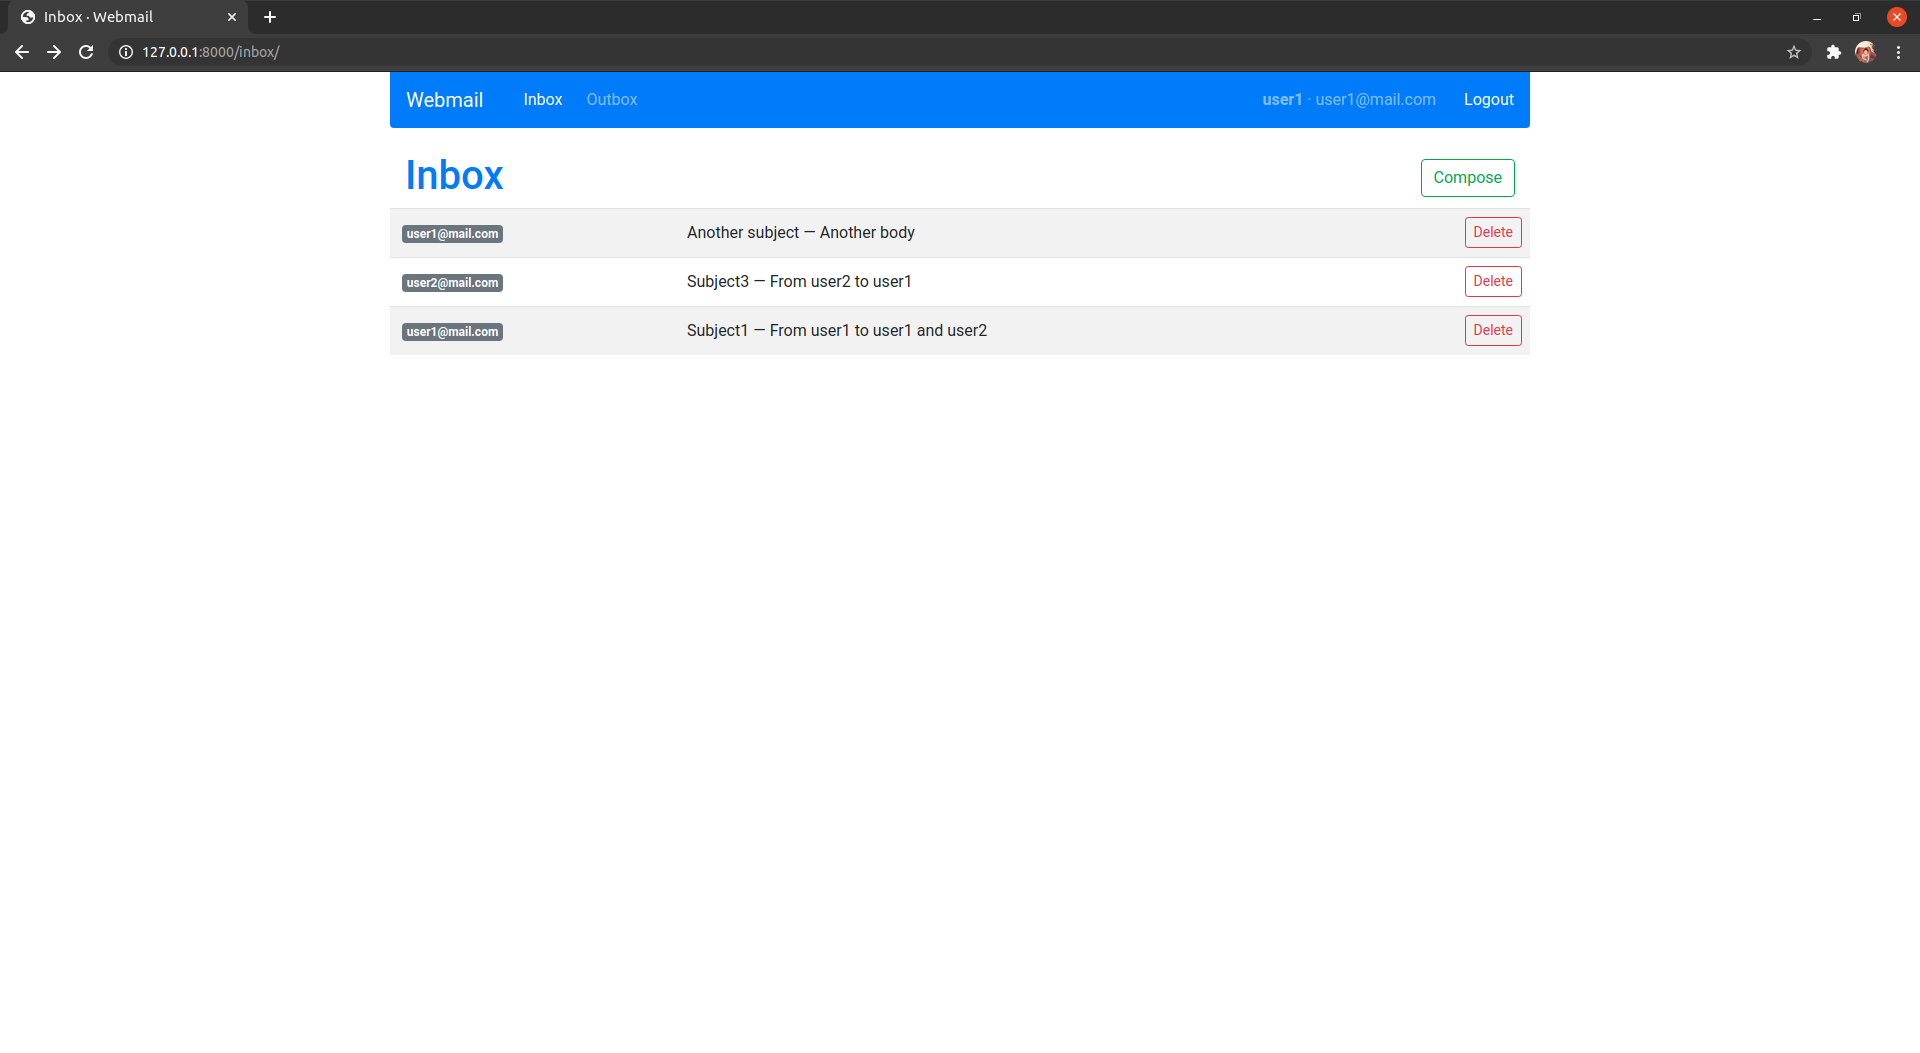 Inbox · Webmail
127.0.0.1:8000/inbox/
Webmail Inbox Outbox user1 · user1@mail.com Logout
Inbox Compose
user1@mail.com Another subject — Another body Delete
user2@mail.com Subject3 — From user2 to user1 Delete
user1@mail.com Subject1 — From user1 to user1 and user2 Delete